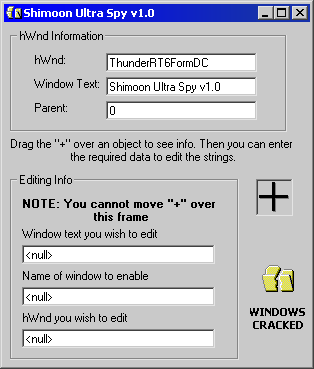 Shimoon Ultra Spy v1.0
hWnd Information
hWnd: ThunderRT6FormDC
Window Text: Shimoon Ultra Spy v1.0
Parent: 0
Drag the "+" over an object to see info. Then you can enter
the required data to edit the strings.
Editing Info
NOTE: You cannot move "+" over
this frame
Window text you wish to edit
<null>
Name of window to enable
<null>
hWnd you wish to edit
<null>
WINDOWS
CRACKED